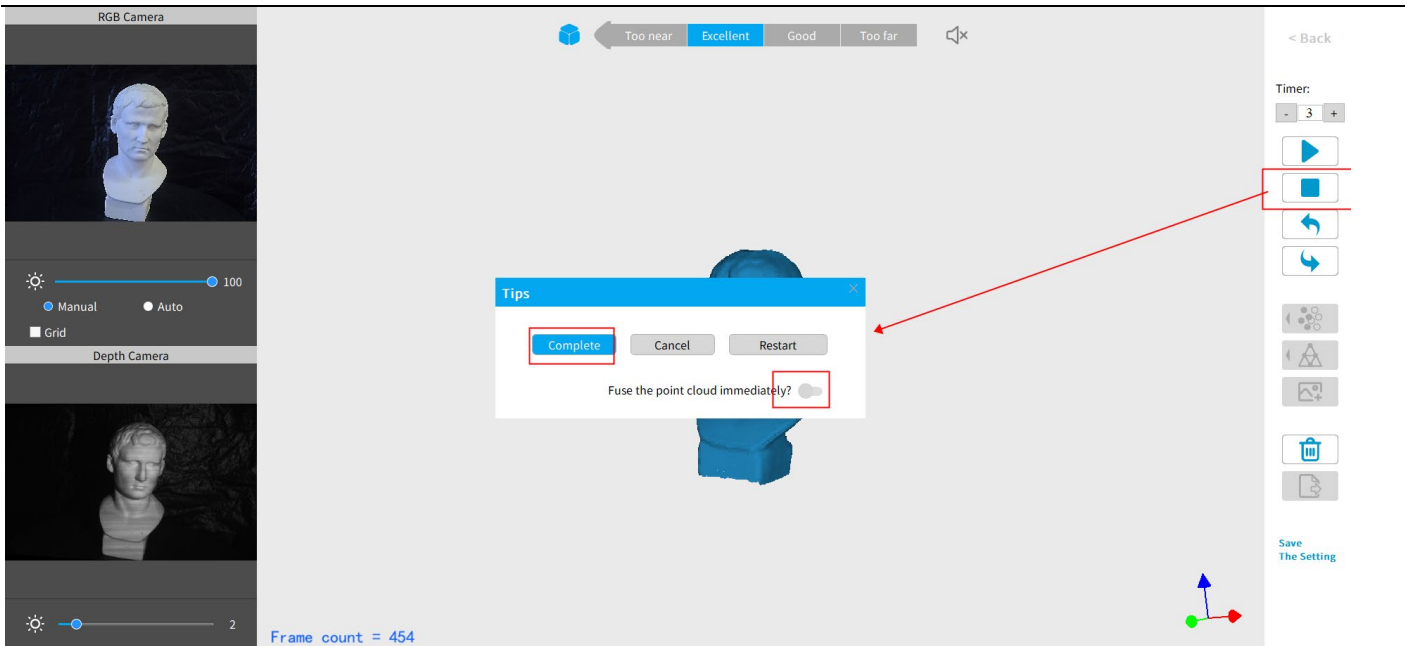 RGB Camera
Too near Excellent Good Too far
< Back
Timer:
- 3 +
100
Manual Auto
Grid
Tips
Complete Cancel Restart
Fuse the point cloud immediately?
Depth Camera
Save
The Setting
2
Frame count = 454